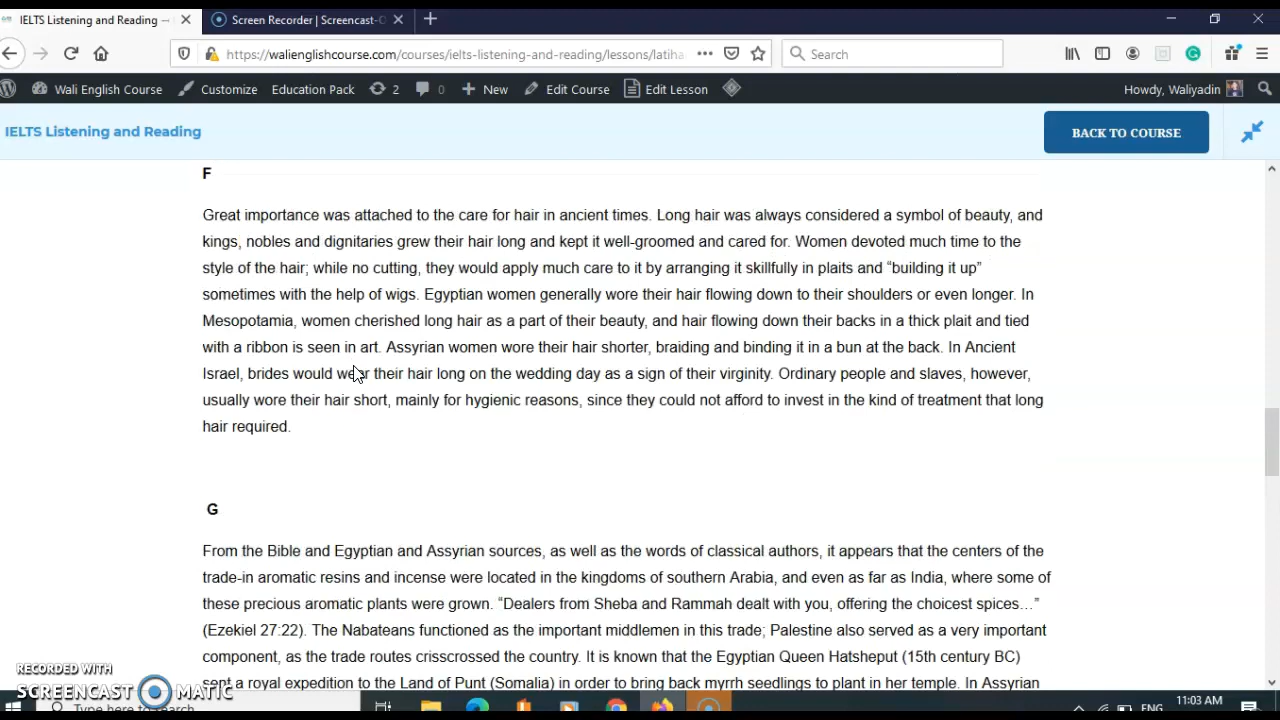 IELTS Listening and Reading —
Screen Recorder | Screencast-O
https://walienglishcourse.com/courses/ielts-listening-and-reading/lessons/latiha
Search
Wali English Course
Customize
Education Pack
2
0
New
Edit Course
Edit Lesson
Howdy, Waliyadin
IELTS Listening and Reading
BACK TO COURSE
F
Great importance was attached to the care for hair in ancient times. Long hair was always considered a symbol of beauty, and
kings, nobles and dignitaries grew their hair long and kept it well-groomed and cared for. Women devoted much time to the
style of the hair; while no cutting, they would apply much care to it by arranging it skillfully in plaits and “building it up”
sometimes with the help of wigs. Egyptian women generally wore their hair flowing down to their shoulders or even longer. In
Mesopotamia, women cherished long hair as a part of their beauty, and hair flowing down their backs in a thick plait and tied
with a ribbon is seen in art. Assyrian women wore their hair shorter, braiding and binding it in a bun at the back. In Ancient
Israel, brides would wear their hair long on the wedding day as a sign of their virginity. Ordinary people and slaves, however,
usually wore their hair short, mainly for hygienic reasons, since they could not afford to invest in the kind of treatment that long
hair required.
G
From the Bible and Egyptian and Assyrian sources, as well as the words of classical authors, it appears that the centers of the
trade-in aromatic resins and incense were located in the kingdoms of southern Arabia, and even as far as India, where some of
these precious aromatic plants were grown. “Dealers from Sheba and Rammah dealt with you, offering the choicest spices…”
(Ezekiel 27:22). The Nabateans functioned as the important middlemen in this trade; Palestine also served as a very important
component, as the trade routes crisscrossed the country. It is known that the Egyptian Queen Hatsheput (15th century BC)
sent a royal expedition to the Land of Punt (Somalia) in order to bring back myrrh seedlings to plant in her temple. In Assyrian
RECORDED WITH
SCREENCAST MATIC
Type here to search
ENG
11:03 AM